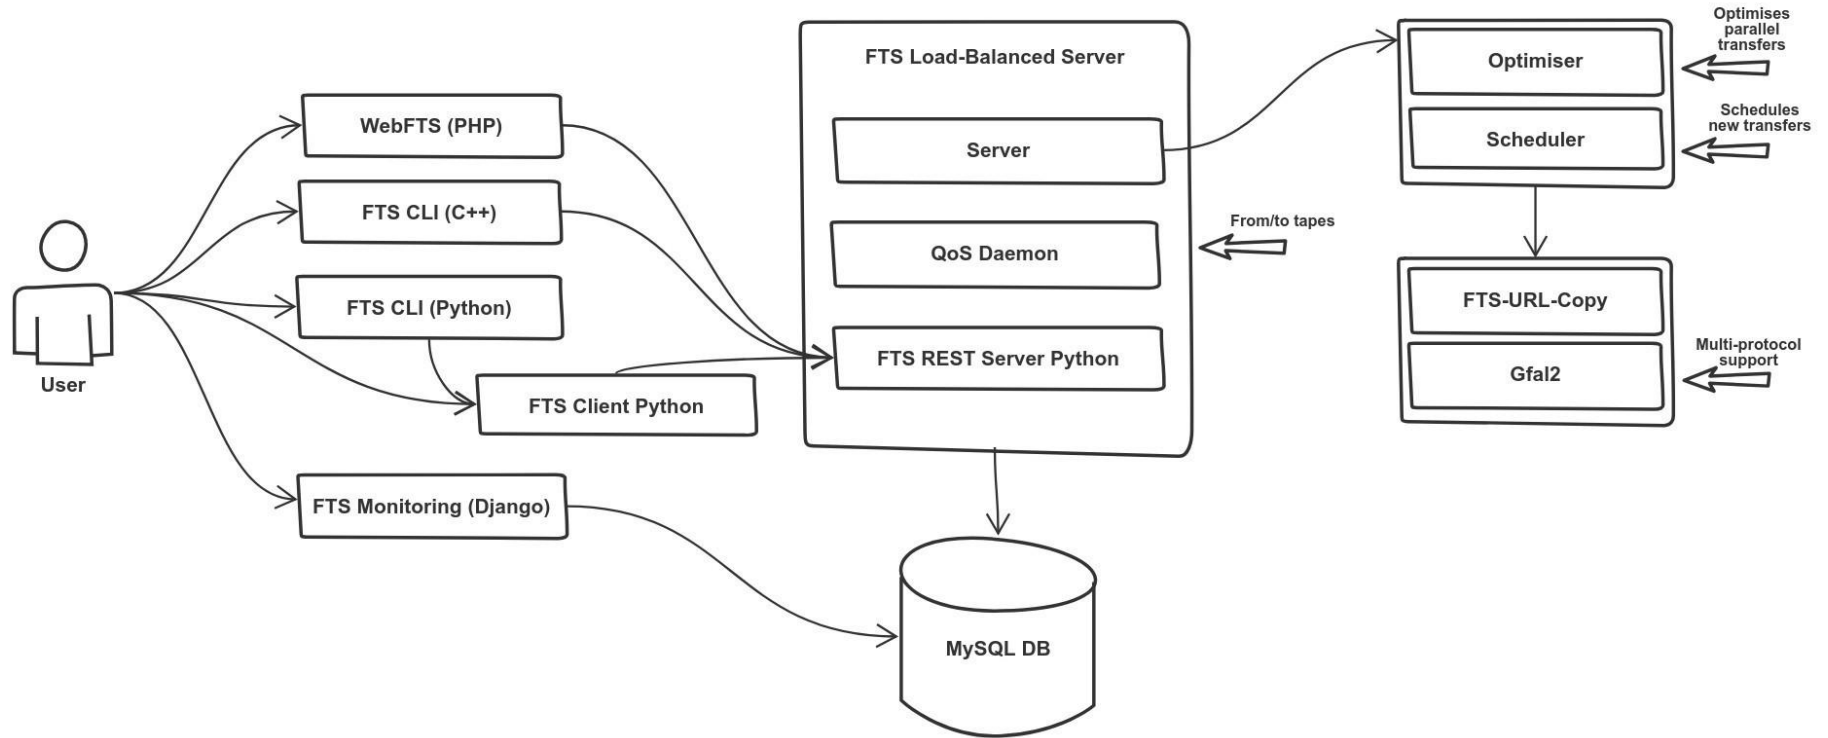 User
WebFTS (PHP)
FTS CLI (C++)
FTS CLI (Python)
FTS Client Python
FTS Monitoring (Django)
FTS Load-Balanced Server
Server
QoS Daemon
FTS REST Server Python
From/to tapes
MySQL DB
Optimiser
Scheduler
Optimises
parallel
transfers
Schedules
new transfers
FTS-URL-Copy
Gfal2
Multi-protocol
support